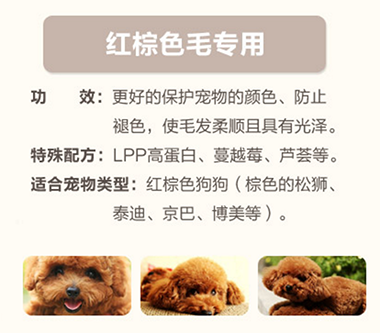 红棕色毛专用
功 效：更好的保护宠物的颜色、防止
褪色，使毛发柔顺且具有光泽。
特殊配方：LPP高蛋白、蔓越莓、芦荟等。
适合宠物类型：红棕色狗狗（棕色的松狮、
泰迪、京巴、博美等）。